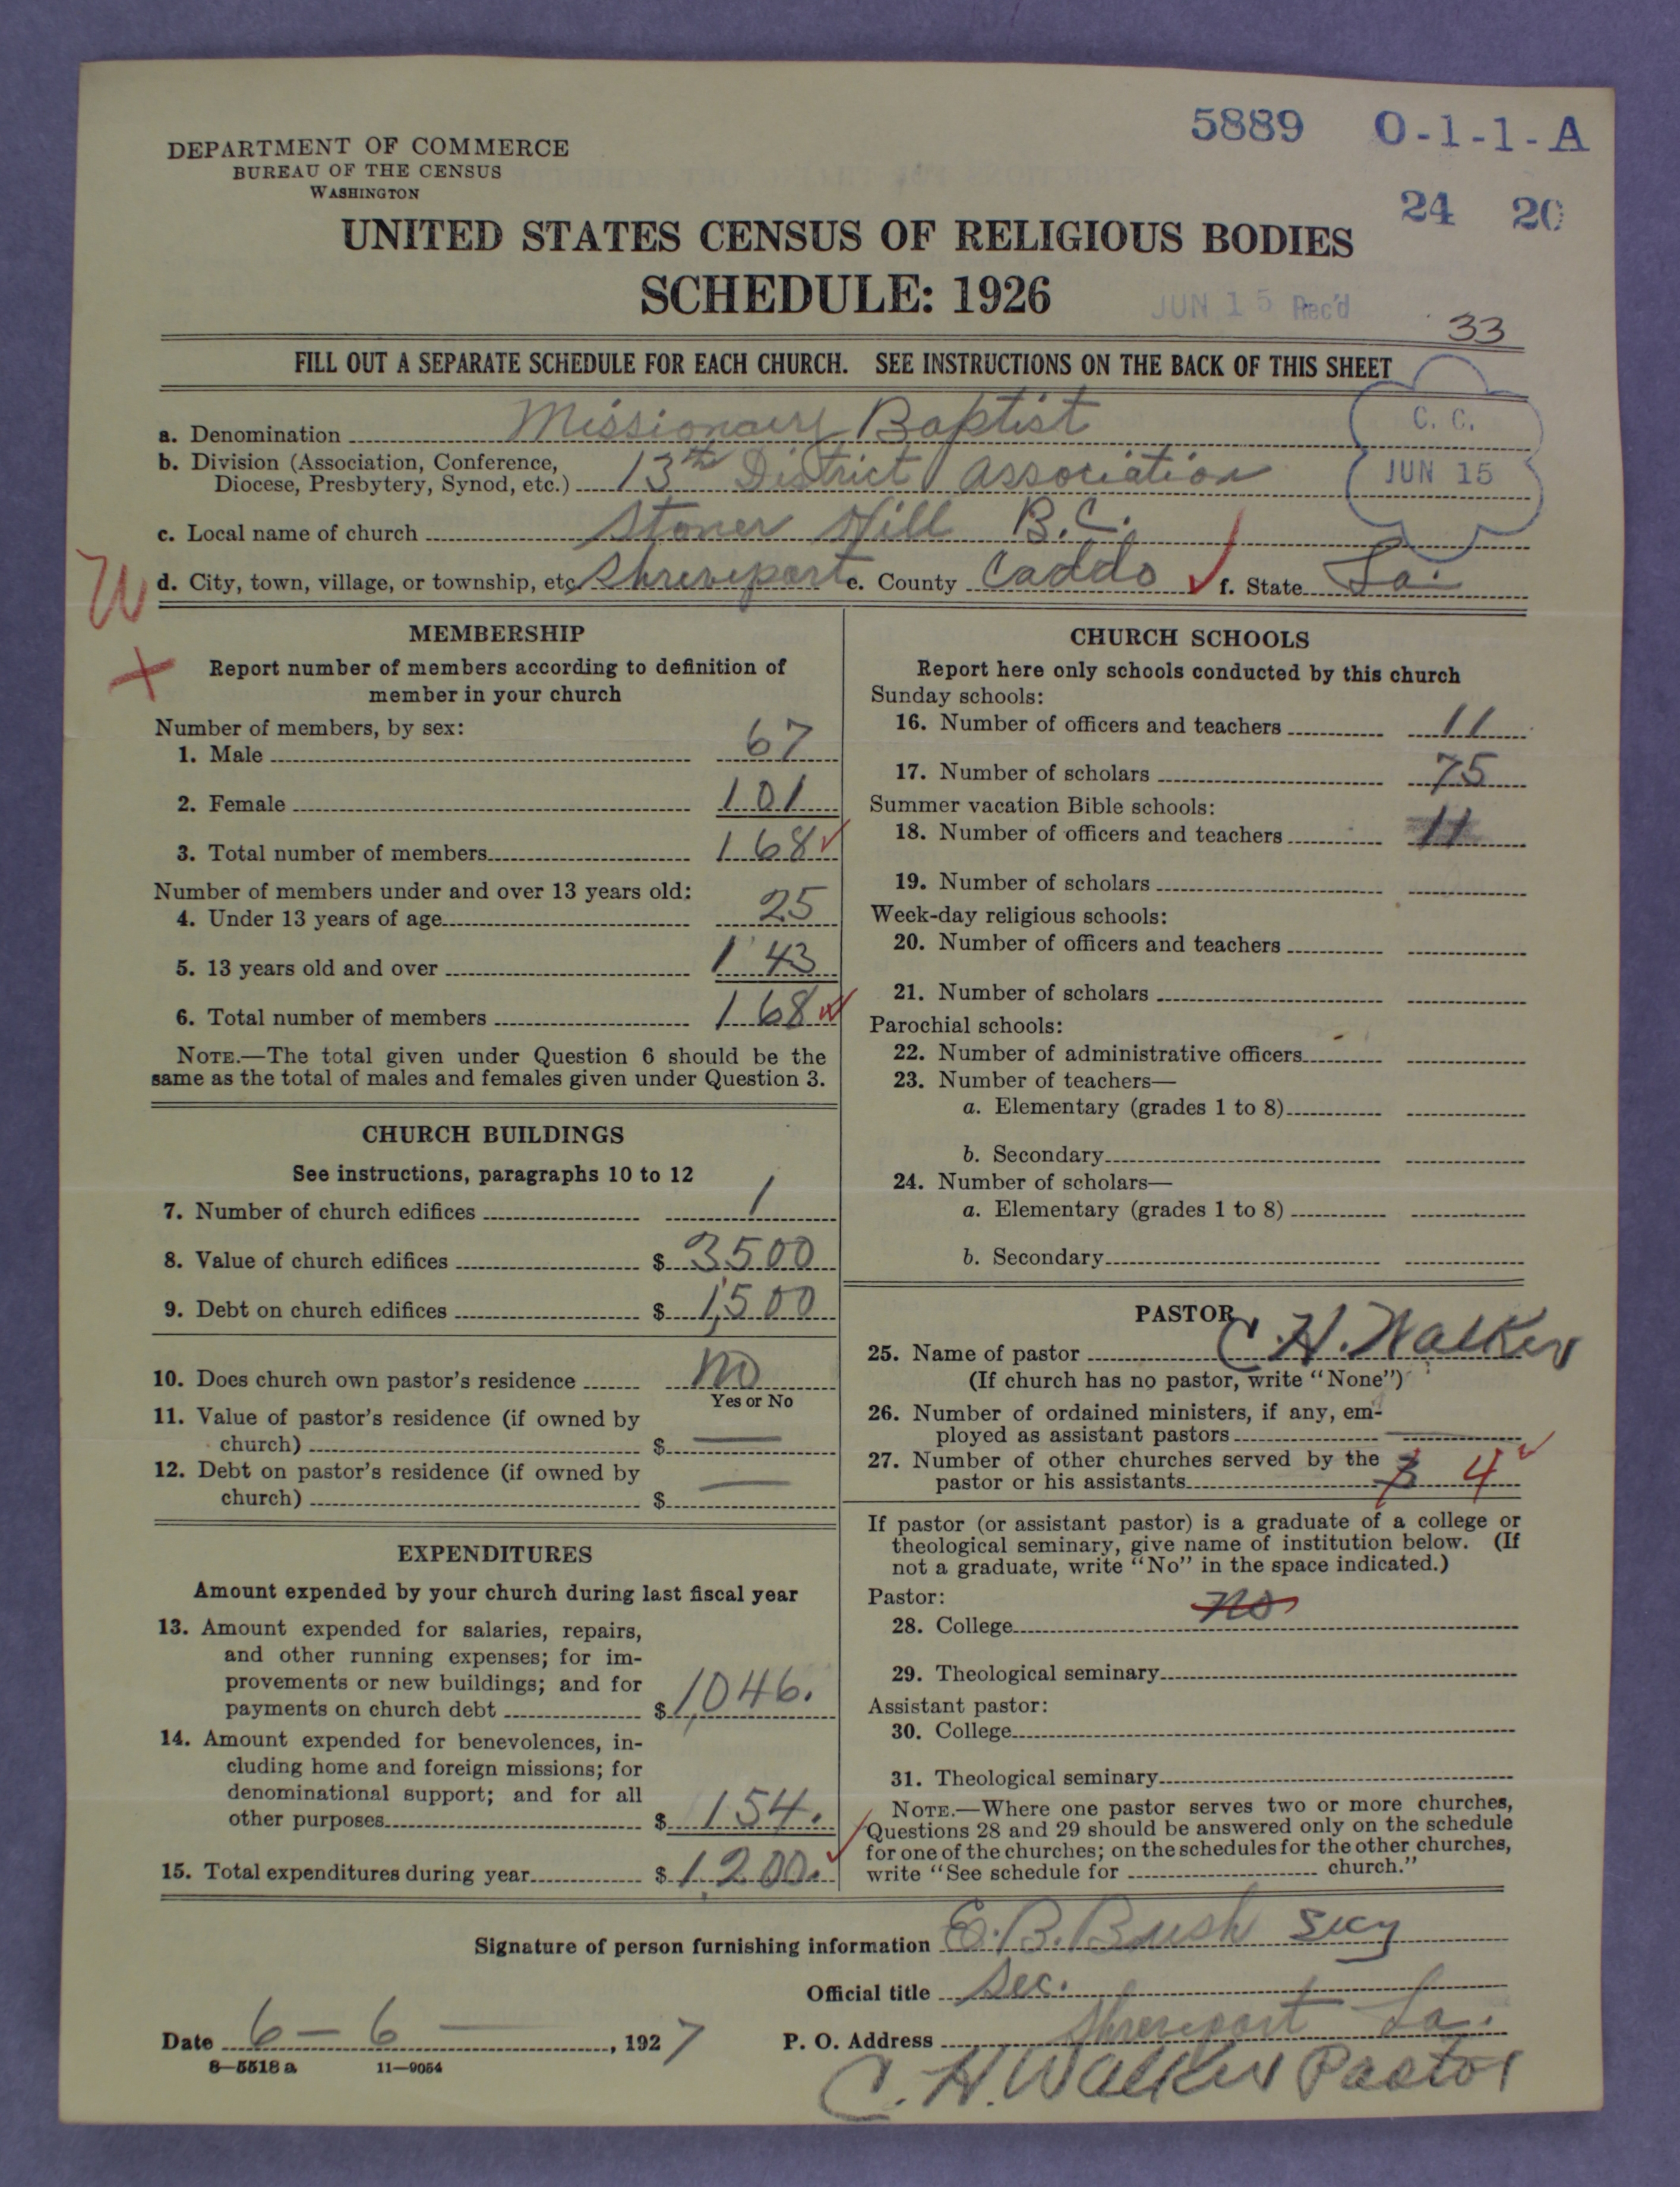 5889 O-1-1-A
DEPARTMENT OF COMMERCE
BUREAU OF THE CENSUS
WASHINGTON
24 20
UNITED STATES CENSUS OF RELIGIOUS BODIES
SCHEDULE: 1926
JUN 15 Rec'd
33
FILL OUT A SEPARATE SCHEDULE FOR EACH CHURCH. SEE INSTRUCTIONS ON THE BACK OF THIS SHEET
C. C.
JUN 15
a. Denomination Missionary Baptist
b. Division (Association, Conference,
Diocese, Presbytery, Synod, etc.) 13th District Association
c. Local name of church Stoner Hill B.C.
W
d. City, town, village, or township, etc Shreveport e. County Caddo f. State La.
MEMBERSHIP
Report number of members according to definition of
member in your church
Number of members, by sex:
1. Male 67
2. Female 101
3. Total number of members 168
Number of members under and over 13 years old:
4. Under 13 years of age 25
5. 13 years old and over 143
6. Total number of members 168
NOTE.—The total given under Question 6 should be the
same as the total of males and females given under Question 3.
CHURCH BUILDINGS
See instructions, paragraphs 10 to 12
7. Number of church edifices 1
8. Value of church edifices $ 3500
9. Debt on church edifices $ 1,500
10. Does church own pastor's residence no
Yes or No
11. Value of pastor's residence (if owned by
church) $ —
12. Debt on pastor's residence (if owned by
church) $ —
EXPENDITURES
Amount expended by your church during last fiscal year
13. Amount expended for salaries, repairs,
and other running expenses; for im-
provements or new buildings; and for
payments on church debt $ 1,046.
14. Amount expended for benevolences, in-
cluding home and foreign missions; for
denominational support; and for all
other purposes $ 154.
15. Total expenditures during year $ 1,200.
CHURCH SCHOOLS
Report here only schools conducted by this church
Sunday schools:
16. Number of officers and teachers 11
17. Number of scholars 75
Summer vacation Bible schools:
18. Number of officers and teachers 11
19. Number of scholars
Week-day religious schools:
20. Number of officers and teachers
21. Number of scholars
Parochial schools:
22. Number of administrative officers
23. Number of teachers—
a. Elementary (grades 1 to 8)
b. Secondary
24. Number of scholars—
a. Elementary (grades 1 to 8)
b. Secondary
PASTOR
25. Name of pastor C. H. Walker
(If church has no pastor, write "None")
26. Number of ordained ministers, if any, em-
ployed as assistant pastors —
27. Number of other churches served by the
pastor or his assistants 3 4
If pastor (or assistant pastor) is a graduate of a college or
theological seminary, give name of institution below. (If
not a graduate, write "No" in the space indicated.)
Pastor:
28. College no
29. Theological seminary
Assistant pastor:
30. College
31. Theological seminary
NOTE.—Where one pastor serves two or more churches,
Questions 28 and 29 should be answered only on the schedule
for one of the churches; on the schedules for the other churches,
write "See schedule for church."
Signature of person furnishing information E. B. Bush Secy
Official title Sec.
Date 6 – 6 —, 1927 P. O. Address Shreveport La.
8—5518 a 11—9054
C. H. Walker Pastor